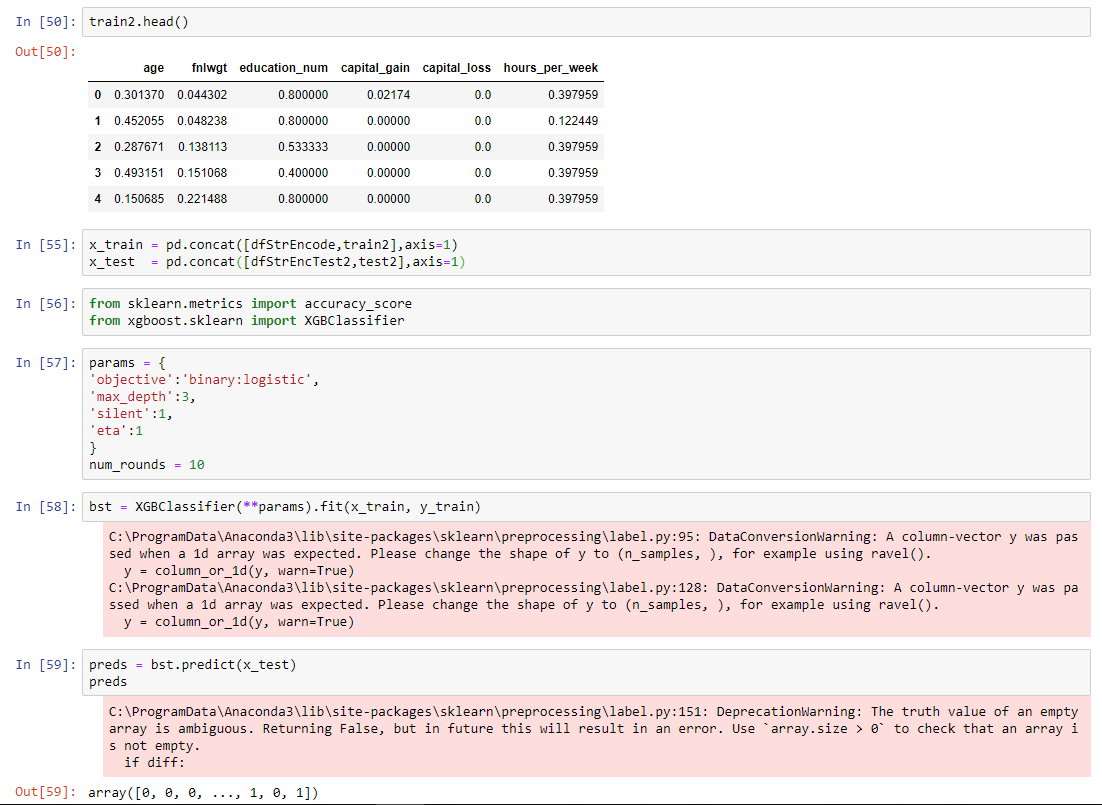 In [50]: train2.head()
Out[50]:
age fnlwgt education_num capital_gain capital_loss hours_per_week
0 0.301370 0.044302 0.800000 0.02174 0.0 0.397959
1 0.452055 0.048238 0.800000 0.00000 0.0 0.122449
2 0.287671 0.138113 0.533333 0.00000 0.0 0.397959
3 0.493151 0.151068 0.400000 0.00000 0.0 0.397959
4 0.150685 0.221488 0.800000 0.00000 0.0 0.397959
In [55]: x_train = pd.concat([dfStrEncode,train2],axis=1)
x_test  = pd.concat([dfStrEncTest2,test2],axis=1)
In [56]: from sklearn.metrics import accuracy_score
from xgboost.sklearn import XGBClassifier
In [57]: params = {
'objective':'binary:logistic',
'max_depth':3,
'silent':1,
'eta':1
}
num_rounds = 10
In [58]: bst = XGBClassifier(**params).fit(x_train, y_train)
C:\ProgramData\Anaconda3\lib\site-packages\sklearn\preprocessing\label.py:95: DataConversionWarning: A column-vector y was pas
sed when a 1d array was expected. Please change the shape of y to (n_samples, ), for example using ravel().
y = column_or_1d(y, warn=True)
C:\ProgramData\Anaconda3\lib\site-packages\sklearn\preprocessing\label.py:128: DataConversionWarning: A column-vector y was pa
ssed when a 1d array was expected. Please change the shape of y to (n_samples, ), for example using ravel().
y = column_or_1d(y, warn=True)
In [59]: preds = bst.predict(x_test)
preds
C:\ProgramData\Anaconda3\lib\site-packages\sklearn\preprocessing\label.py:151: DeprecationWarning: The truth value of an empty
array is ambiguous. Returning False, but in future this will result in an error. Use `array.size > 0` to check that an array i
s not empty.
if diff:
Out[59]: array([0, 0, 0, ..., 1, 0, 1])